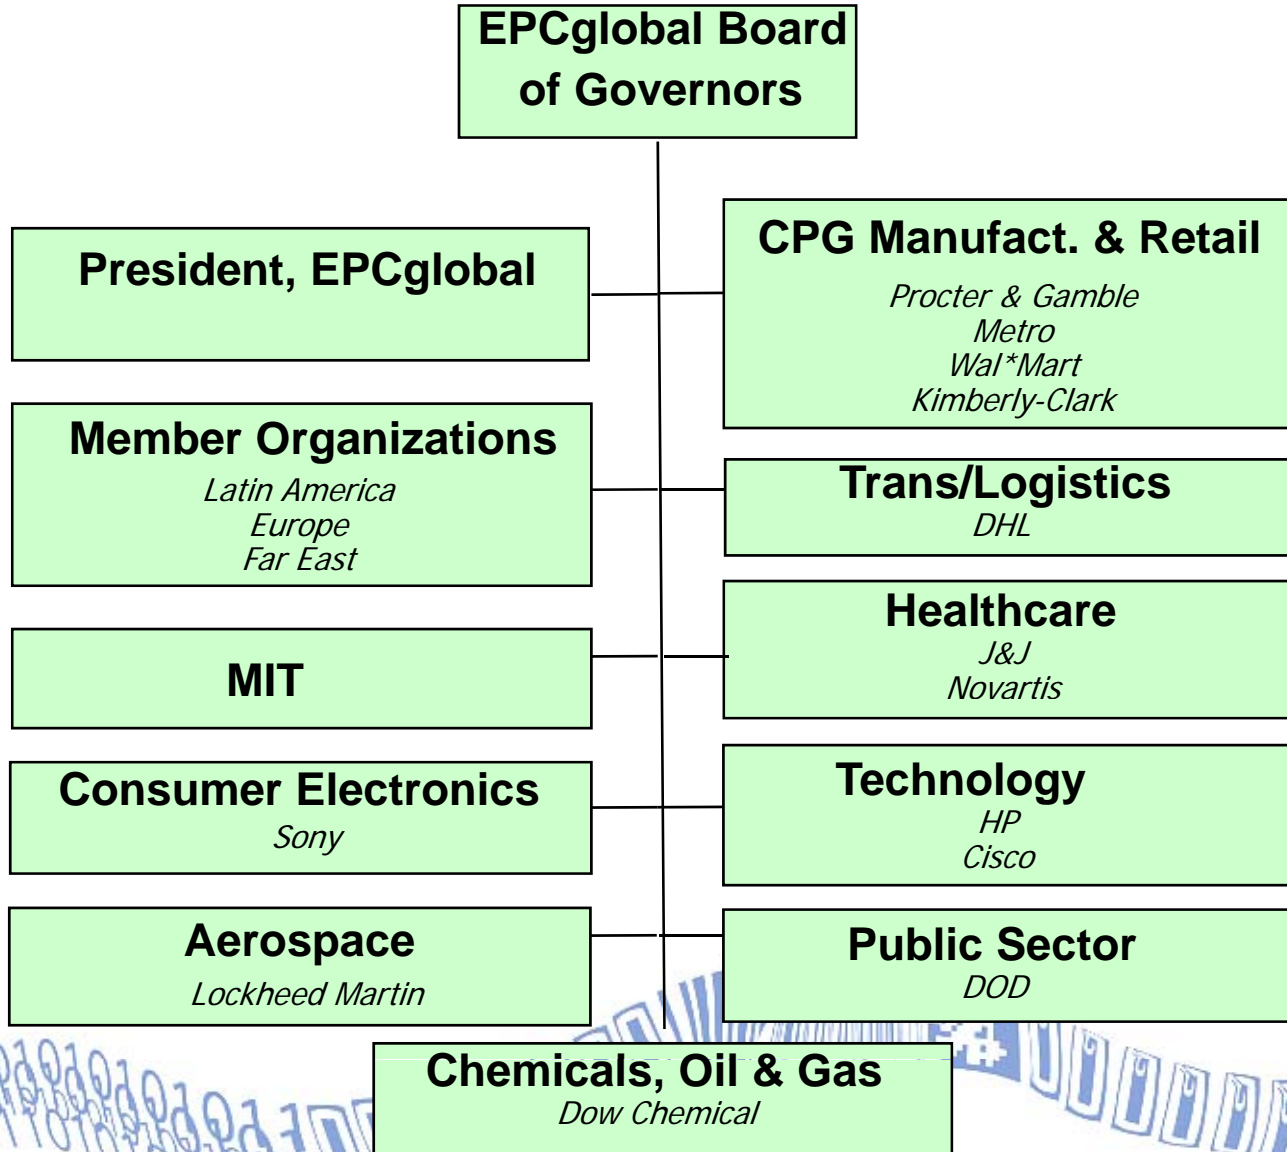 EPCglobal Board
of Governors
President, EPCglobal
CPG Manufact. & Retail
Procter & Gamble
Metro
Wal*Mart
Kimberly-Clark
Member Organizations
Latin America
Europe
Far East
Trans/Logistics
DHL
MIT
Healthcare
J&J
Novartis
Consumer Electronics
Sony
Technology
HP
Cisco
Aerospace
Lockheed Martin
Public Sector
DOD
Chemicals, Oil & Gas
Dow Chemical